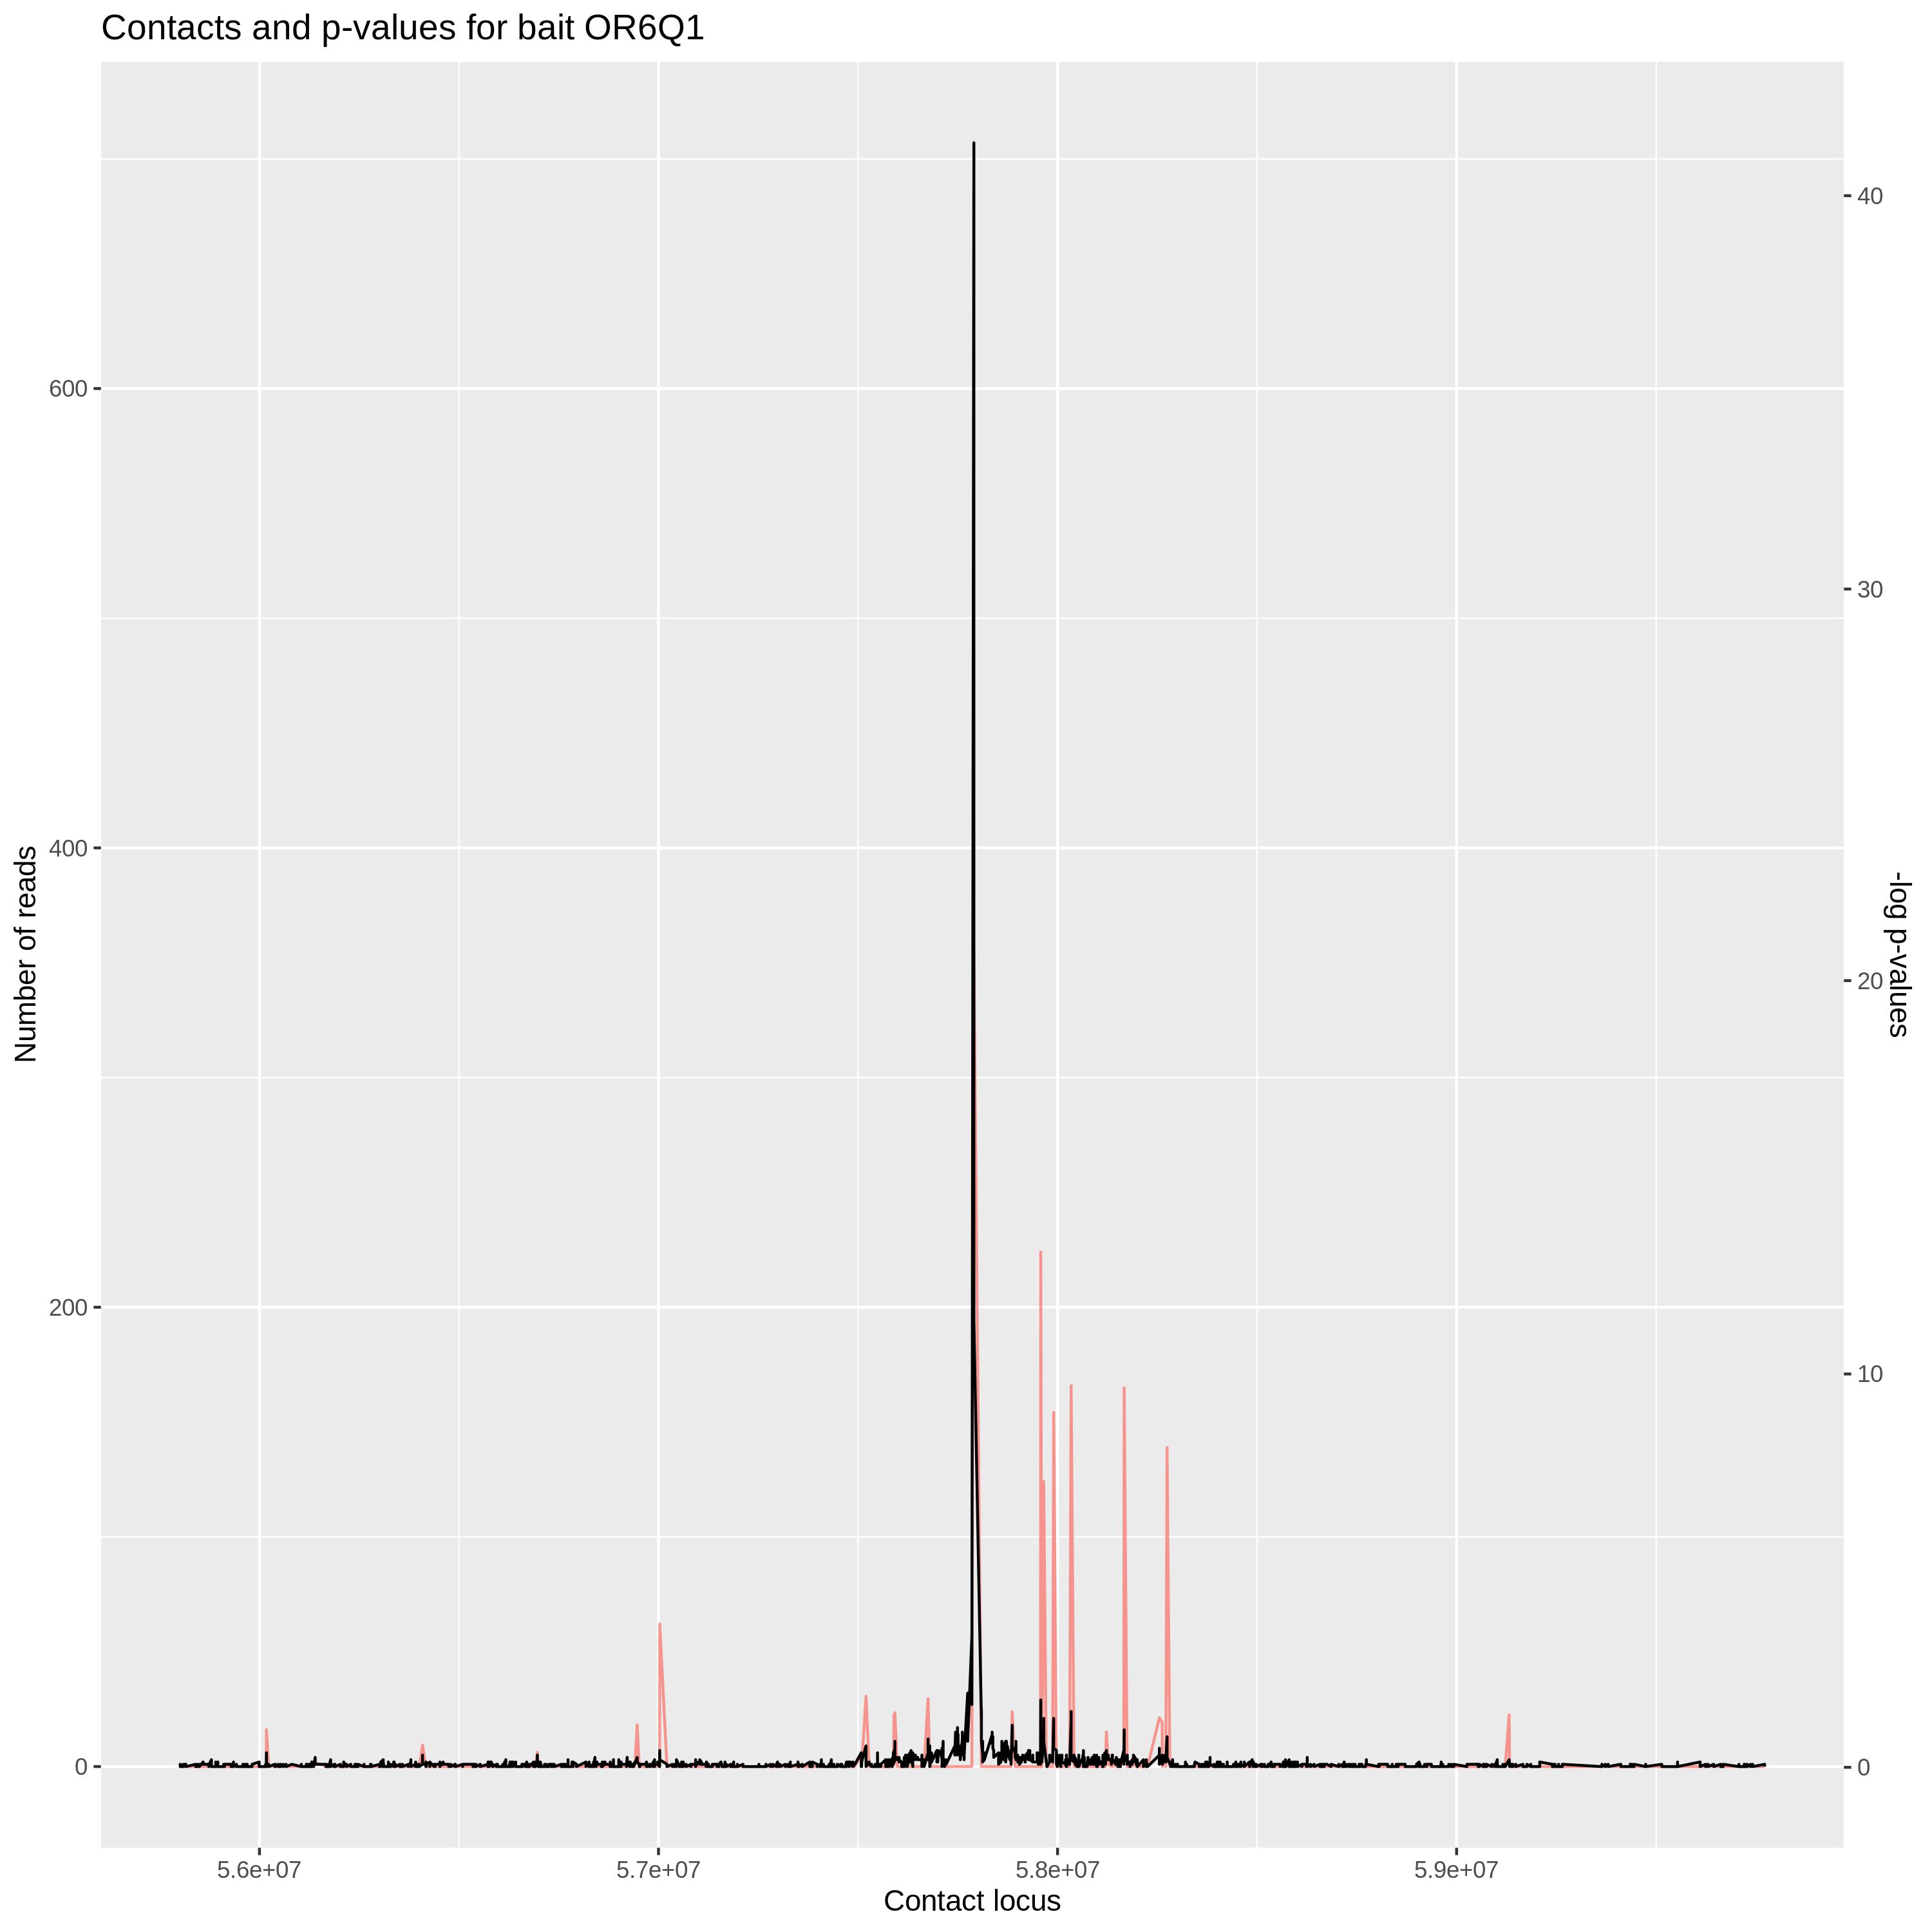 Contacts and p-values for bait OR6Q1
Number of reads
600
400
200
0
40
30
20
10
0
-log p-values
5.6e+07 5.7e+07 5.8e+07 5.9e+07
Contact locus